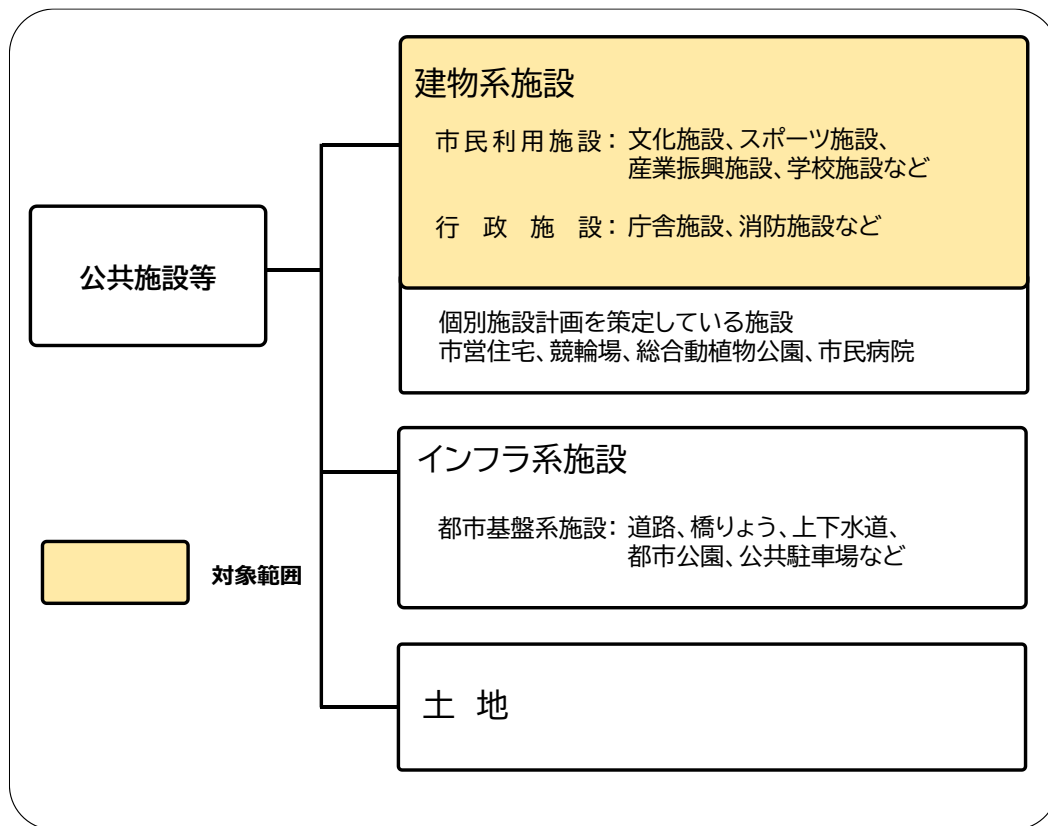 公共施設等
建物系施設
市民利用施設：文化施設、スポーツ施設、
産業振興施設、学校施設など
行政施設：庁舎施設、消防施設など
個別施設計画を策定している施設
市営住宅、競輪場、総合動植物公園、市民病院
インフラ系施設
都市基盤系施設：道路、橋りょう、上下水道、
都市公園、公共駐車場など
土地
対象範囲